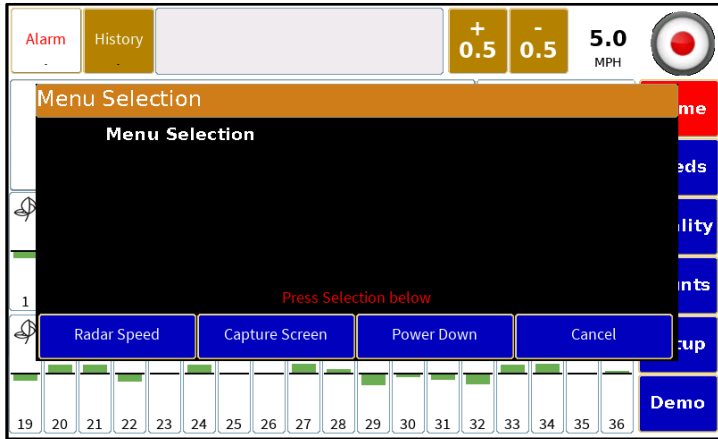 Alarm
-
History
-
+
0.5
-
0.5
5.0
MPH
Menu Selection
Menu Selection
Press Selection below
Radar Speed
Capture Screen
Power Down
Cancel
me
eds
lity
nts
tup
Demo
1
19 20 21 22 23 24 25 26 27 28 29 30 31 32 33 34 35 36